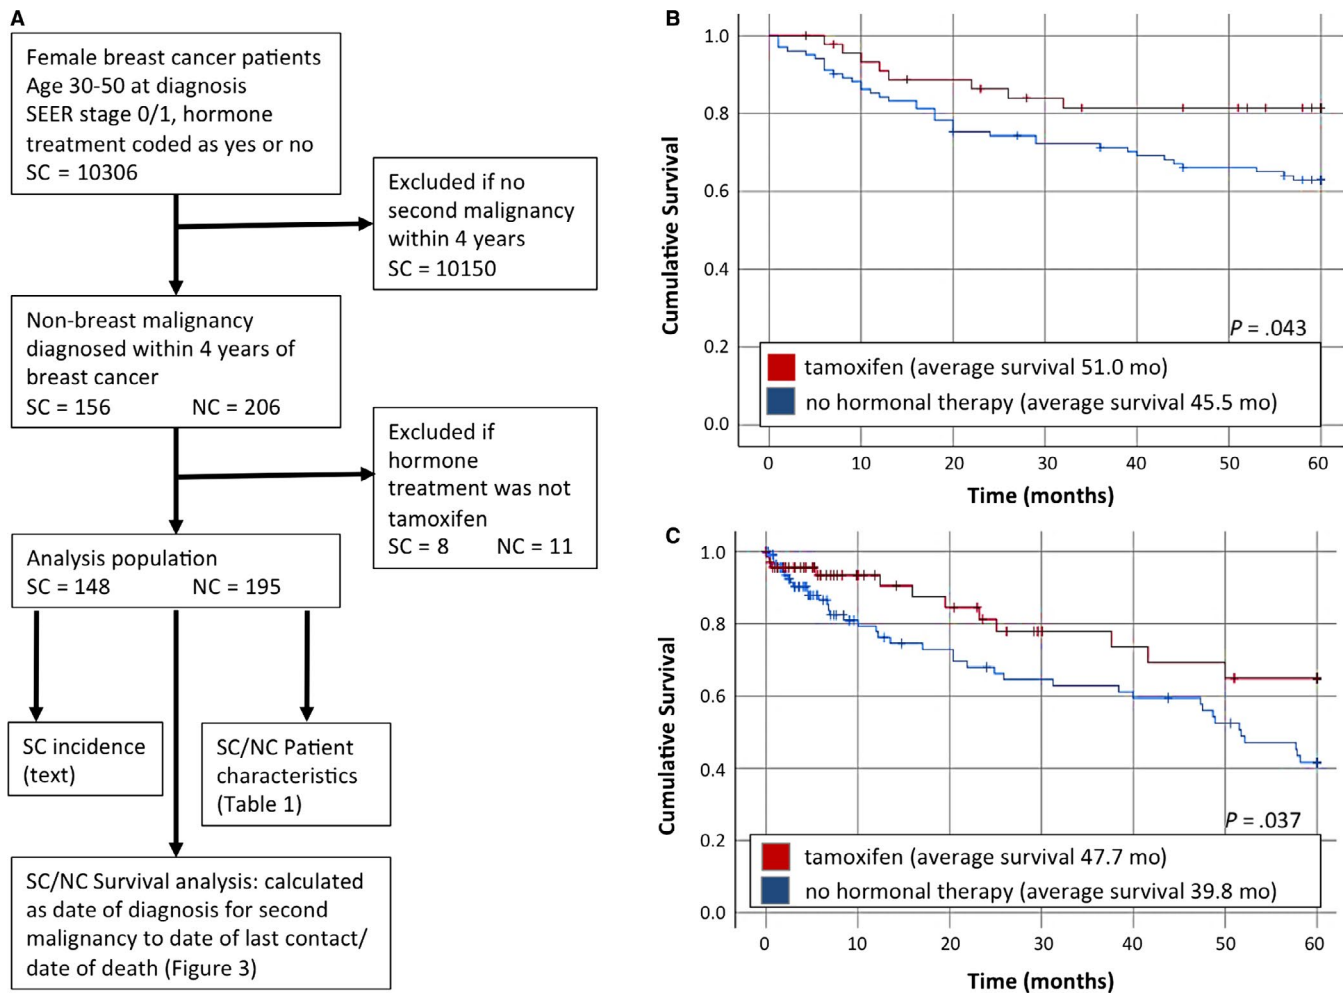 A
Female breast cancer patients
Age 30-50 at diagnosis
SEER stage 0/1, hormone
treatment coded as yes or no
SC = 10306
Excluded if no
second malignancy
within 4 years
SC = 10150
Non-breast malignancy
diagnosed within 4 years of
breast cancer
SC = 156 NC = 206
Excluded if
hormone
treatment was not
tamoxifen
SC = 8 NC = 11
Analysis population
SC = 148 NC = 195
SC incidence
(text)
SC/NC Patient
characteristics
(Table 1)
SC/NC Survival analysis: calculated
as date of diagnosis for second
malignancy to date of last contact/
date of death (Figure 3)
B
Cumulative Survival
1.0
0.8
0.6
0.4
0.2
0.0
P = .043
tamoxifen (average survival 51.0 mo)
no hormonal therapy (average survival 45.5 mo)
0 10 20 30 40 50 60
Time (months)
C
Cumulative Survival
1.0
0.8
0.6
0.4
0.2
0.0
P = .037
tamoxifen (average survival 47.7 mo)
no hormonal therapy (average survival 39.8 mo)
0 10 20 30 40 50 60
Time (months)